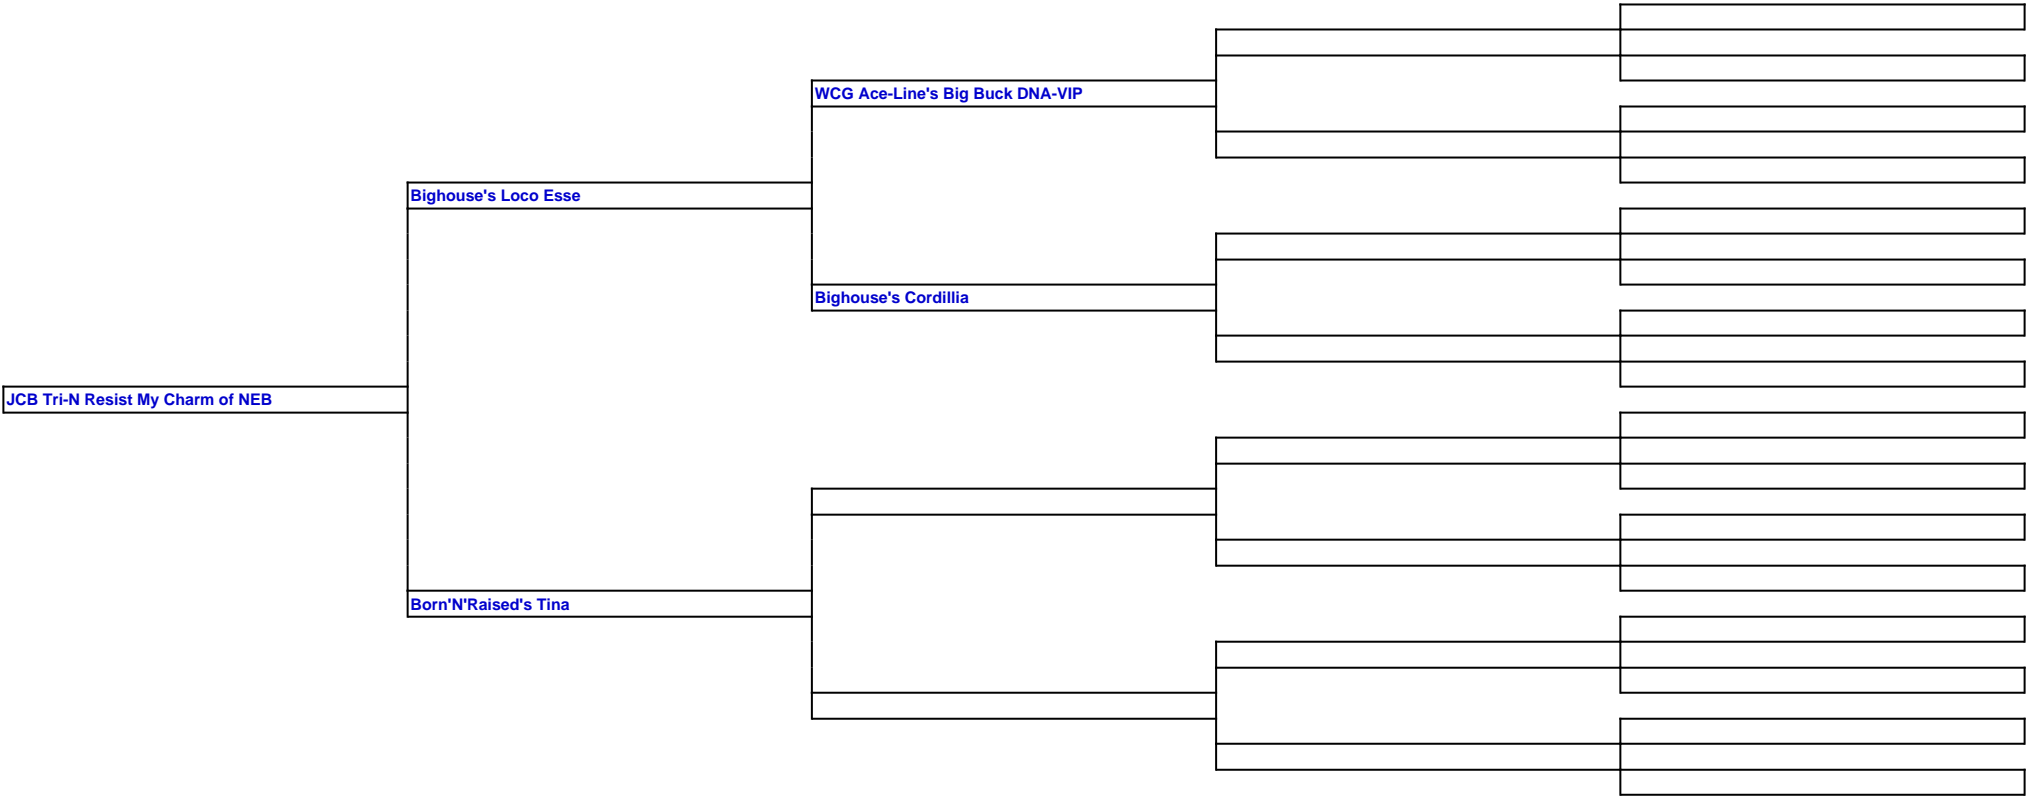 WCG Ace-Line's Big Buck DNA-VIP
Bighouse's Loco Esse
Bighouse's Cordillia
JCB Tri-N Resist My Charm of NEB
Born'N'Raised's Tina